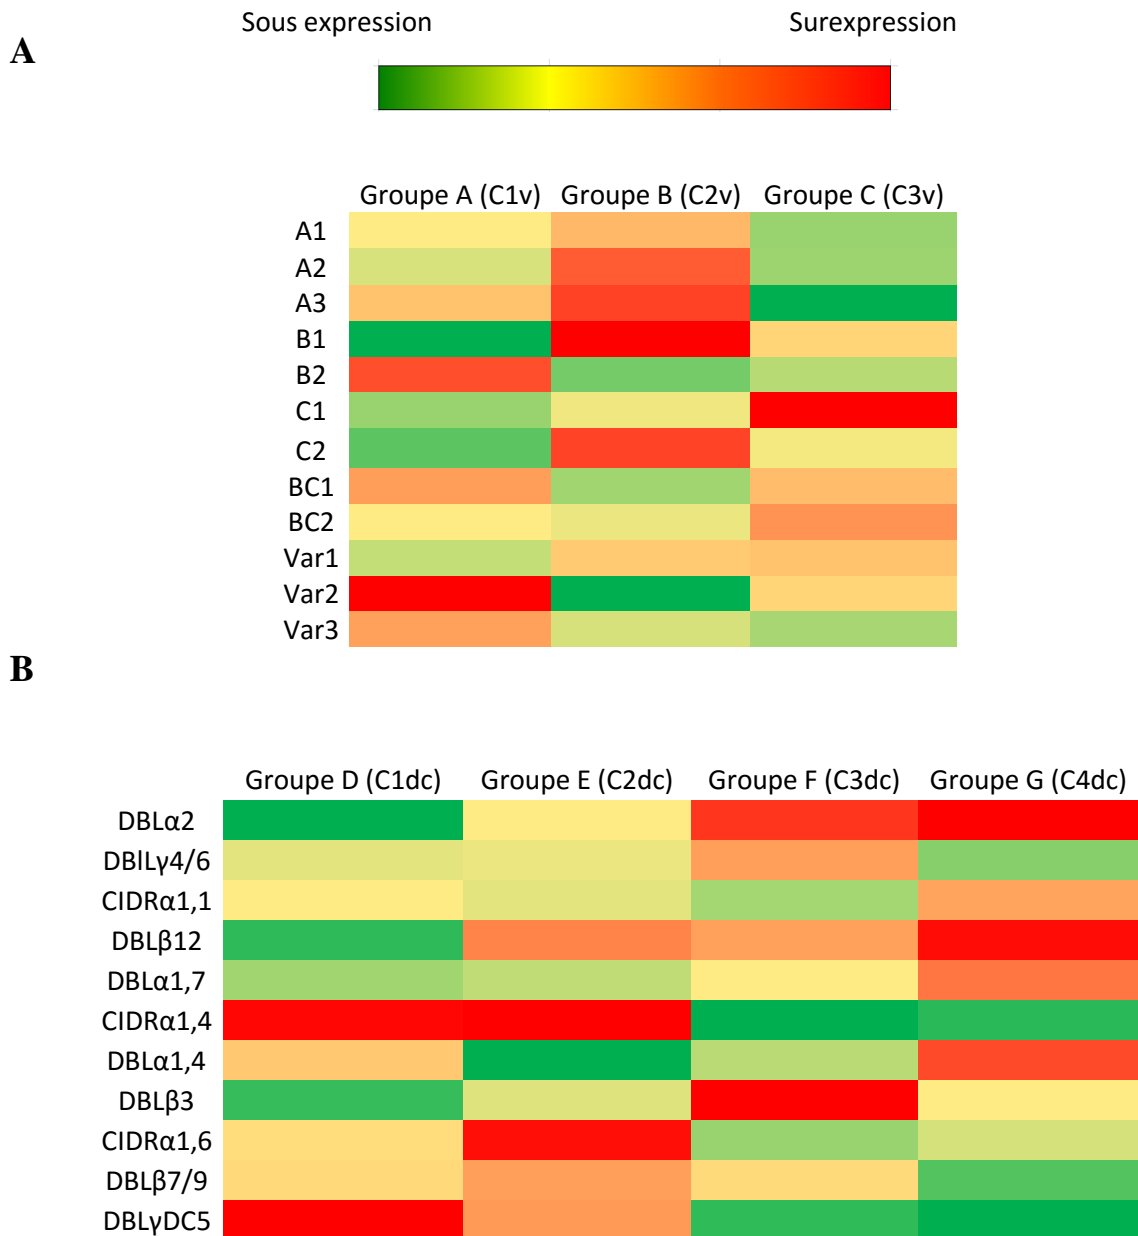 Sous expression Surexpression
A
Groupe A (C1v) Groupe B (C2v) Groupe C (C3v)
A1
A2
A3
B1
B2
C1
C2
BC1
BC2
Var1
Var2
Var3
B
Groupe D (C1dc) Groupe E (C2dc) Groupe F (C3dc) Groupe G (C4dc)
DBLα2
DBlLγ4/6
CIDRα1,1
DBLβ12
DBLα1,7
CIDRα1,4
DBLα1,4
DBLβ3
CIDRα1,6
DBLβ7/9
DBLγDC5